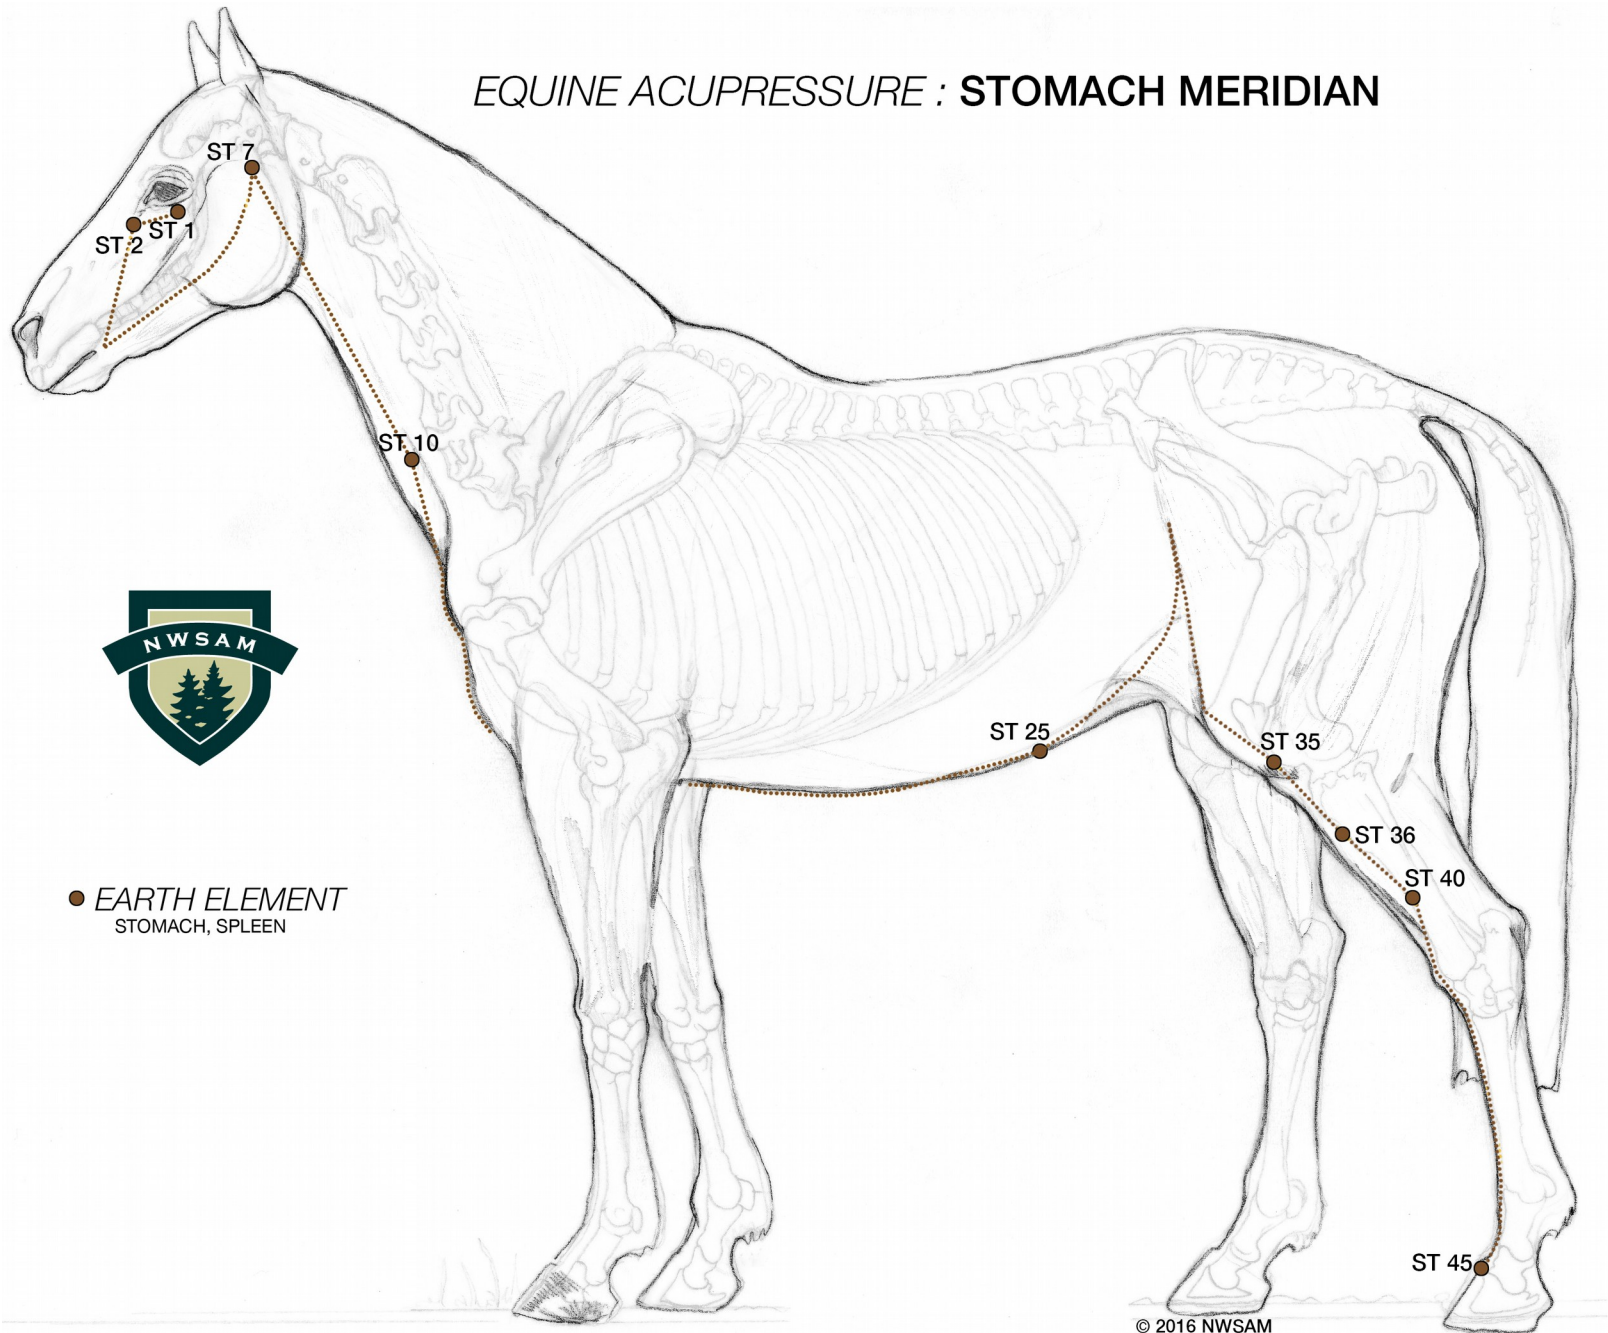 EQUINE ACUPRESSURE : STOMACH MERIDIAN
ST 7
ST 1
ST 2
ST 10
NWSAM
ST 25
ST 35
ST 36
ST 40
EARTH ELEMENT
STOMACH, SPLEEN
ST 45
© 2016 NWSAM